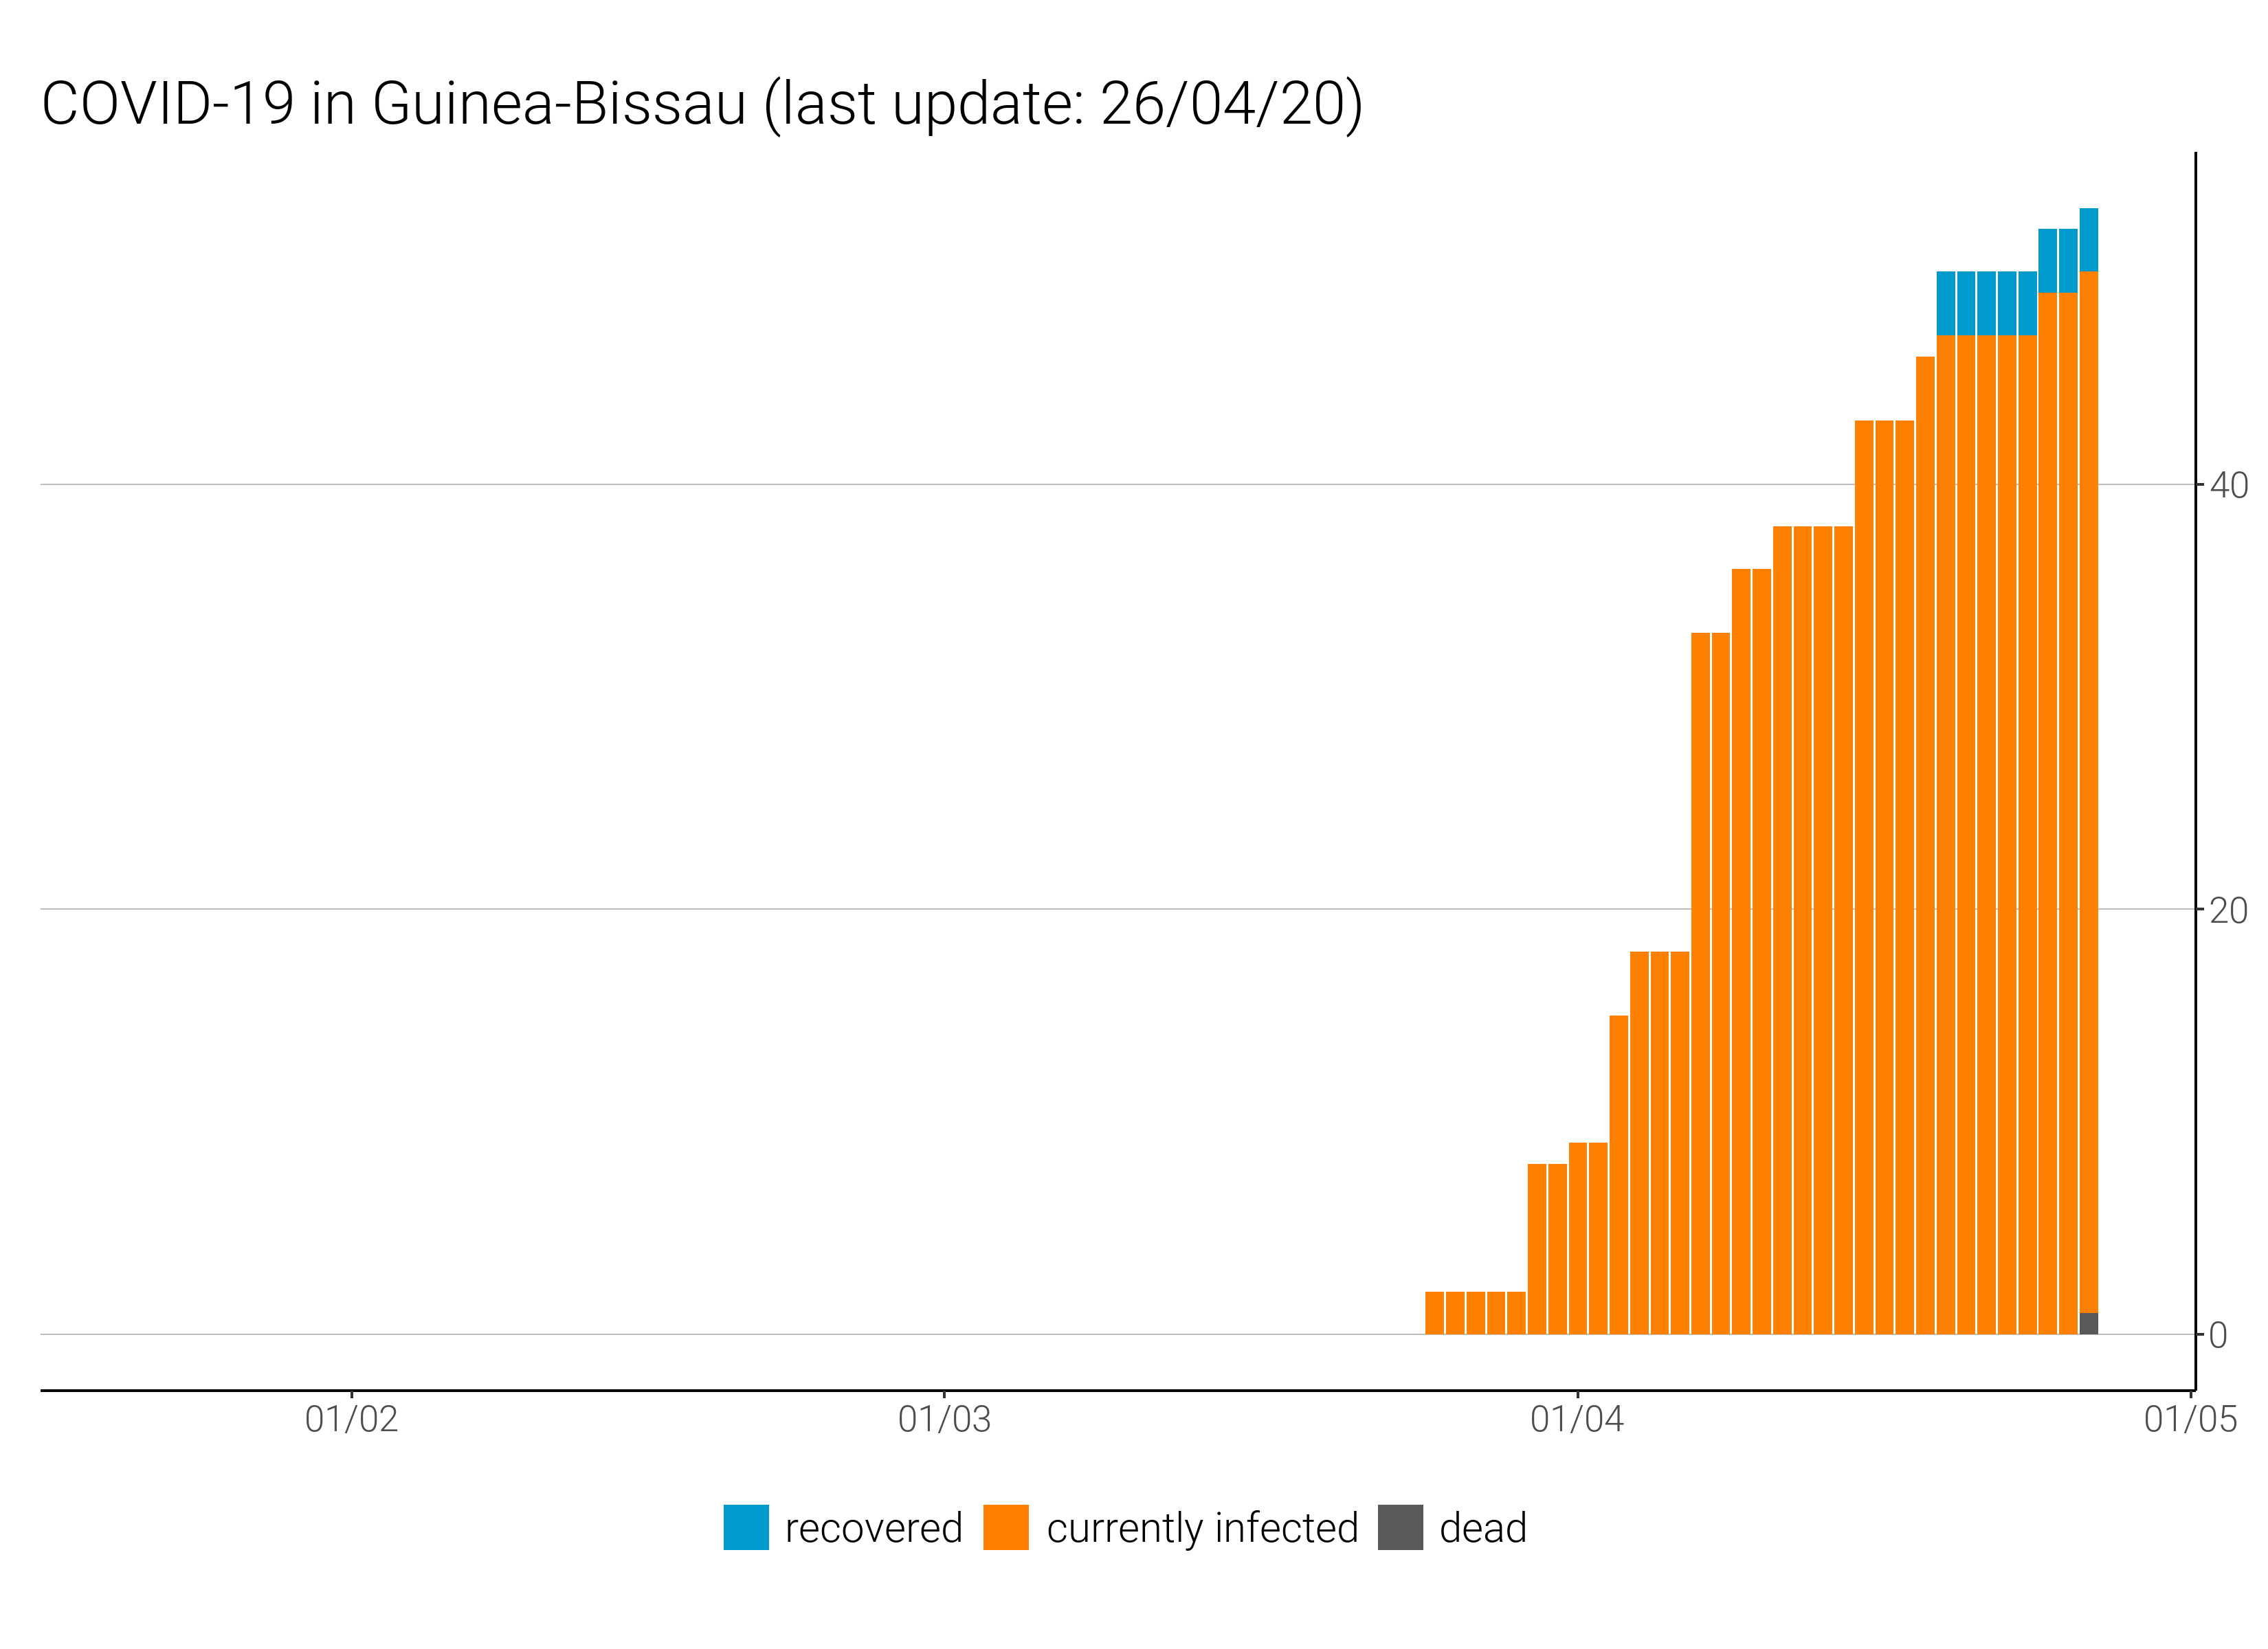 COVID-19 in Guinea-Bissau (last update: 26/04/20)
40
20
0
01/02 01/03 01/04 01/05
recovered currently infected dead